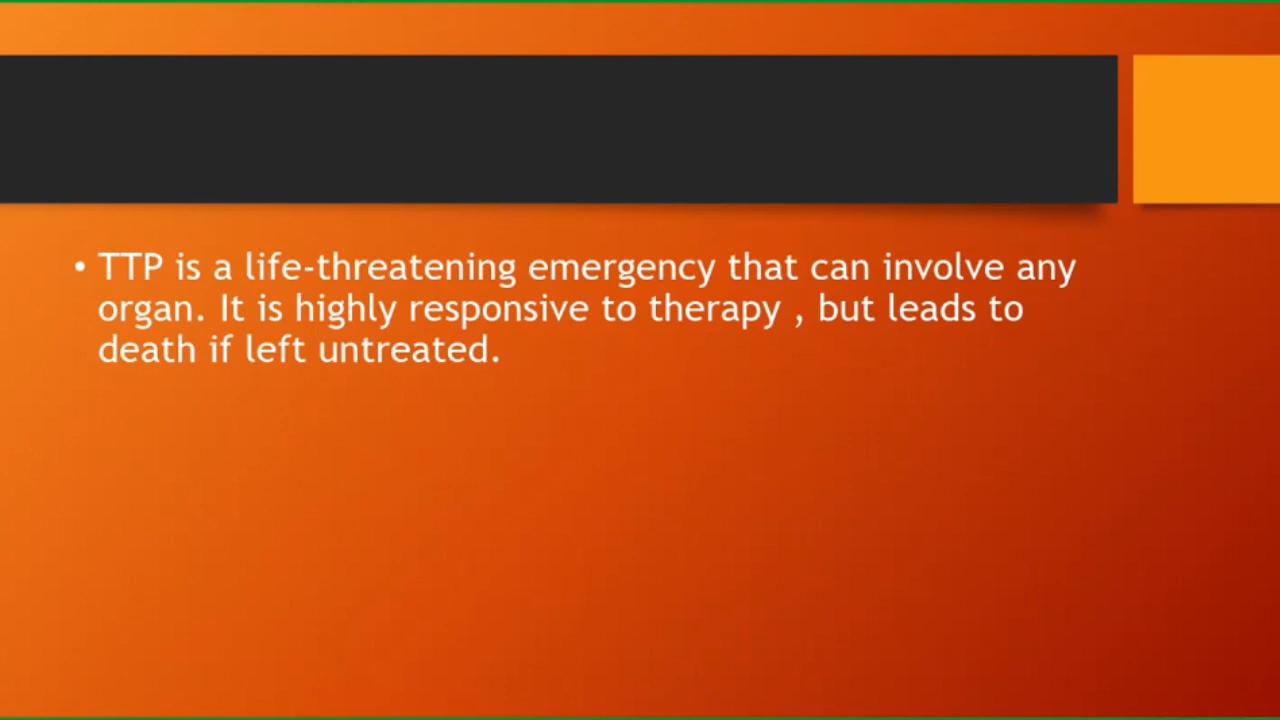 • TTP is a life-threatening emergency that can involve any
organ. It is highly responsive to therapy , but leads to
death if left untreated.